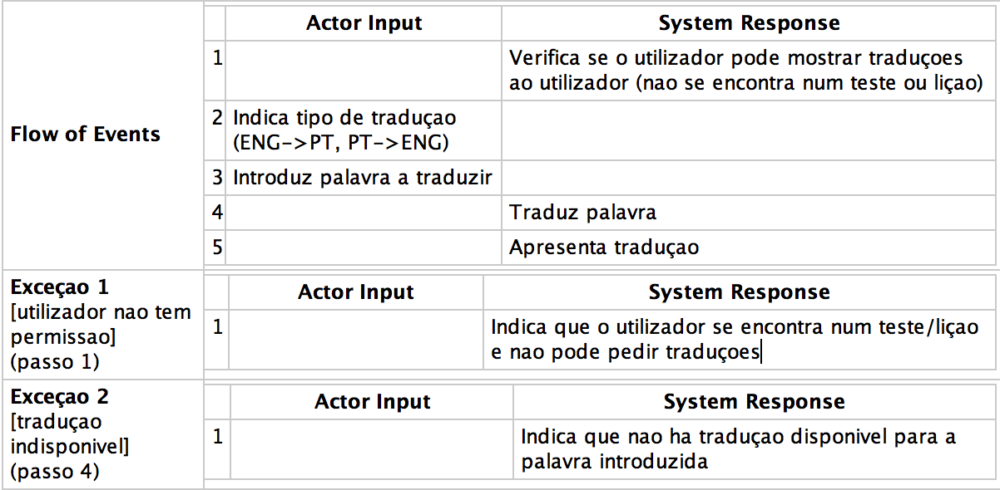 Actor Input System Response
1 Verifica se o utilizador pode mostrar traduçoes
ao utilizador (nao se encontra num teste ou liçao)
Flow of Events
2 Indica tipo de traduçao
(ENG->PT, PT->ENG)
3 Introduz palavra a traduzir
4 Traduz palavra
5 Apresenta traduçao
Exceçao 1
[utilizador nao tem
permissao]
(passo 1)
Actor Input System Response
1 Indica que o utilizador se encontra num teste/liçao
e nao pode pedir traduçoes
Exceçao 2
[traduçao
indisponivel]
(passo 4)
Actor Input System Response
1 Indica que nao ha traduçao disponivel para a
palavra introduzida